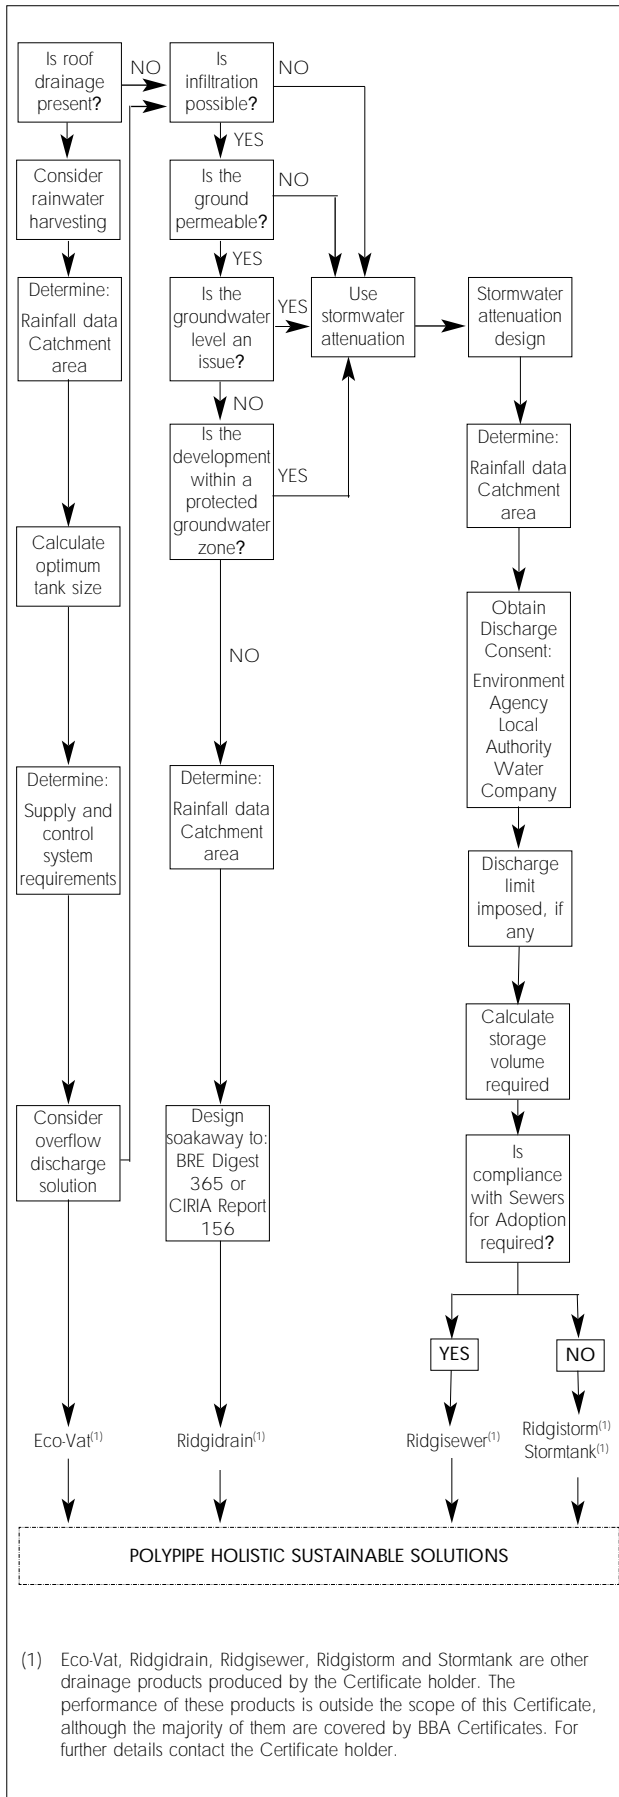 Is roof
drainage
present?
NO
Is
infiltration
possible?
NO
YES
Consider
rainwater
harvesting
Is the
ground
permeable?
NO
YES
Determine:
Rainfall data
Catchment
area
Is the
groundwater
level an
issue?
YES
Use
stormwater
attenuation
Stormwater
attenuation
design
NO
Is the
development
within a
protected
groundwater
zone?
YES
Determine:
Rainfall data
Catchment
area
Calculate
optimum
tank size
NO
Obtain
Discharge
Consent:
Environment
Agency
Local
Authority
Water
Company
Determine:
Supply and
control
system
requirements
Determine:
Rainfall data
Catchment
area
Discharge
limit
imposed, if
any
Calculate
storage
volume
required
Consider
overflow
discharge
solution
Design
soakaway to:
BRE Digest
365 or
CIRIA Report
156
Is
compliance
with Sewers
for Adoption
required?
YES
NO
Eco-Vat(1)
Ridgidrain(1)
Ridgisewer(1)
Ridgistorm(1)
Stormtank(1)
POLYPIPE HOLISTIC SUSTAINABLE SOLUTIONS
(1) Eco-Vat, Ridgidrain, Ridgisewer, Ridgistorm and Stormtank are other
drainage products produced by the Certificate holder. The
performance of these products is outside the scope of this Certificate,
although the majority of them are covered by BBA Certificates. For
further details contact the Certificate holder.